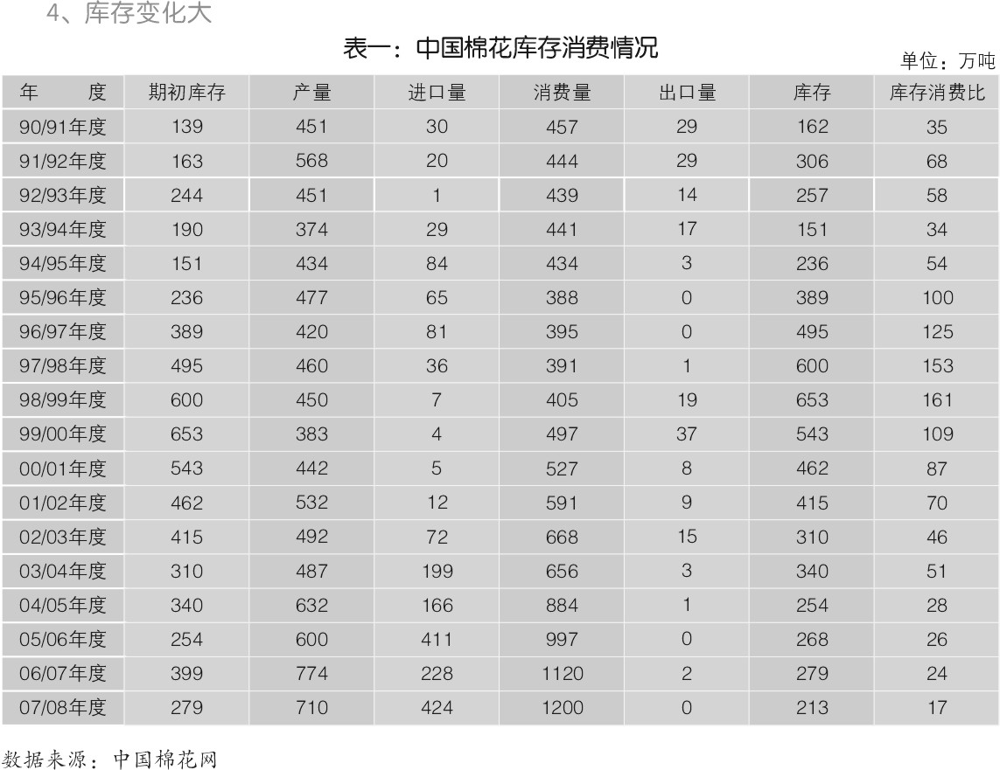 4、库存变化大
表一：中国棉花库存消费情况
单位：万吨
年 度 期初库存 产量 进口量 消费量 出口量 库存 库存消费比
90/91年度 139 451 30 457 29 162 35
91/92年度 163 568 20 444 29 306 68
92/93年度 244 451 1 439 14 257 58
93/94年度 190 374 29 441 17 151 34
94/95年度 151 434 84 434 3 236 54
95/96年度 236 477 65 388 0 389 100
96/97年度 389 420 81 395 0 495 125
97/98年度 495 460 36 391 1 600 153
98/99年度 600 450 7 405 19 653 161
99/00年度 653 383 4 497 37 543 109
00/01年度 543 442 5 527 8 462 87
01/02年度 462 532 12 591 9 415 70
02/03年度 415 492 72 668 15 310 46
03/04年度 310 487 199 656 3 340 51
04/05年度 340 632 166 884 1 254 28
05/06年度 254 600 411 997 0 268 26
06/07年度 399 774 228 1120 2 279 24
07/08年度 279 710 424 1200 0 213 17
数据来源：中国棉花网